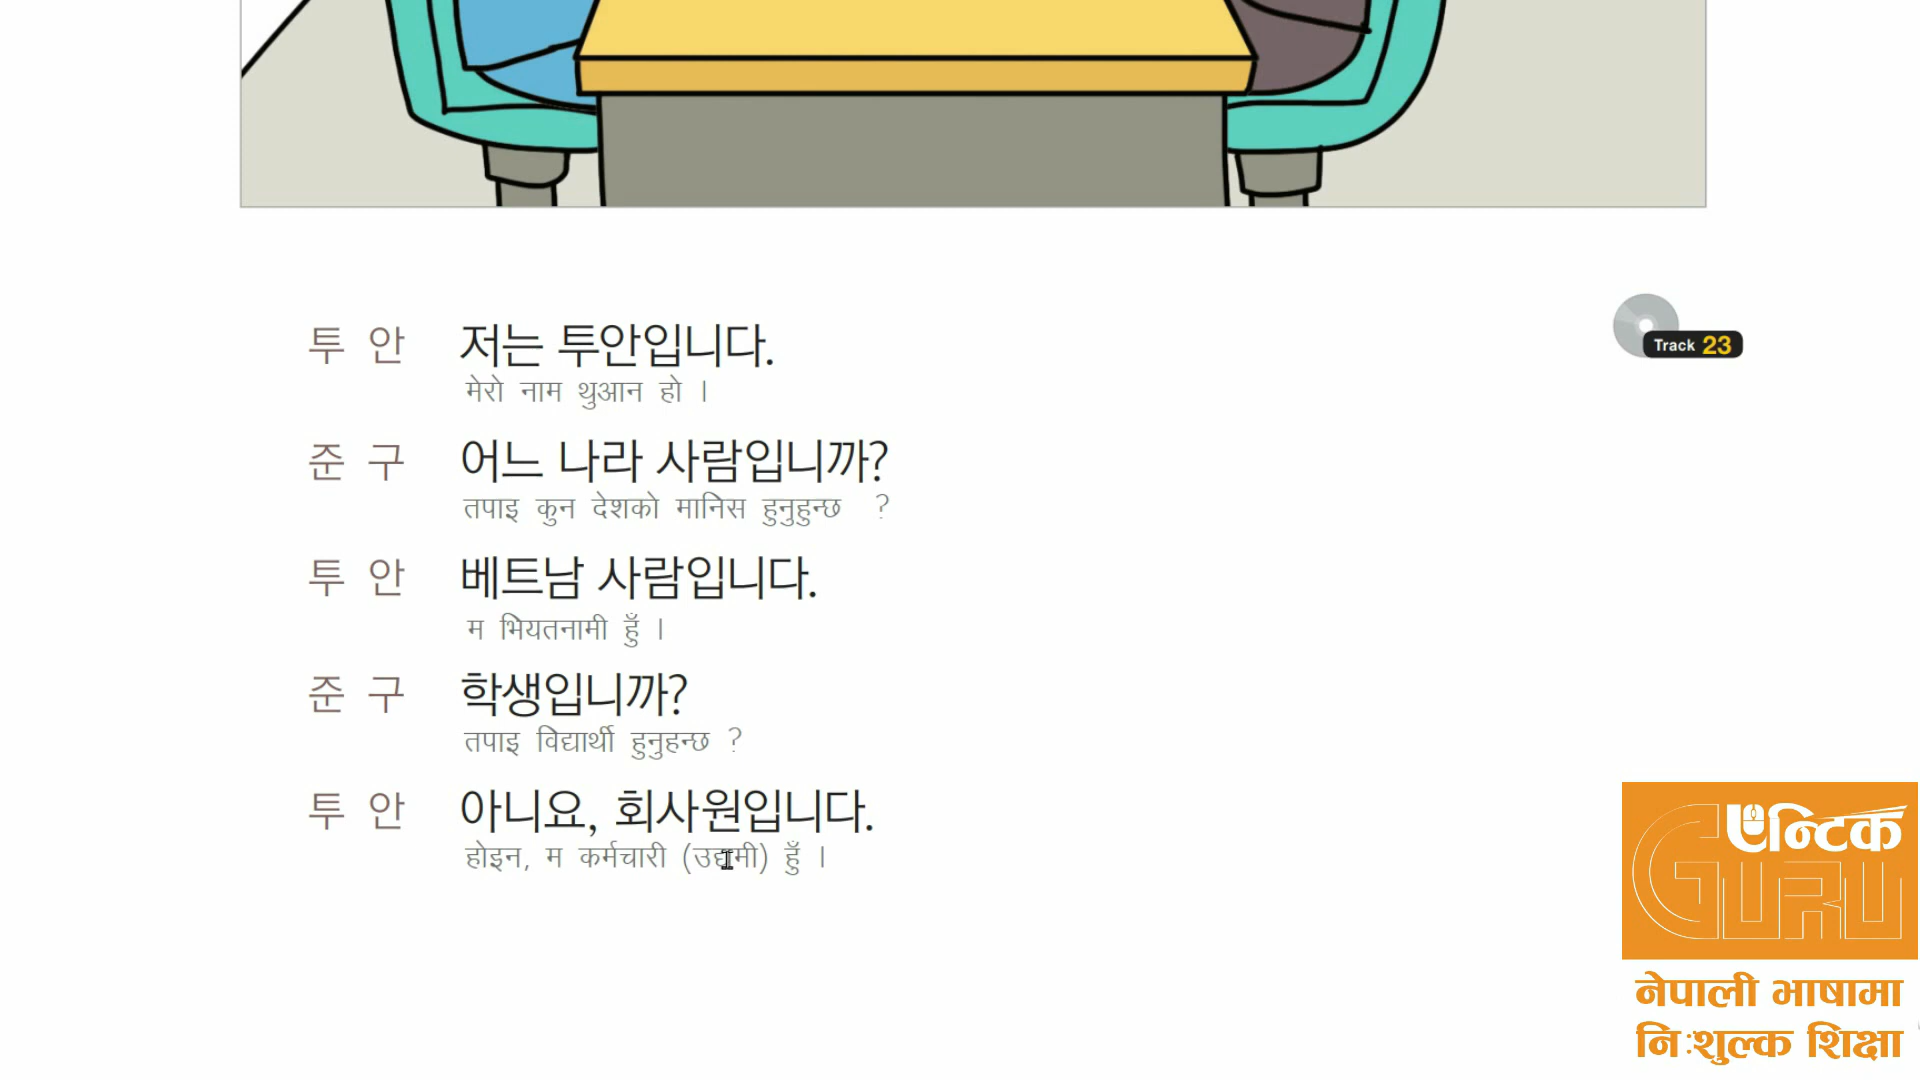 투 안 저는 투안입니다.
मेरो नाम थुआन हो ।
Track 23
준 구 어느 나라 사람입니까?
तपाइ कुन देशको मानिस हुनुहुन्छ ?
투 안 베트남 사람입니다.
म भियतनामी हुँ ।
준 구 학생입니까?
तपाइ विद्यार्थी हुनुहन्छ ?
투 안 아니요, 회사원입니다.
होइन, म कर्मचारी (उद्यमी) हुँ ।
एन्टिक
GURU
नेपाली भाषामा
निःशुल्क शिक्षा